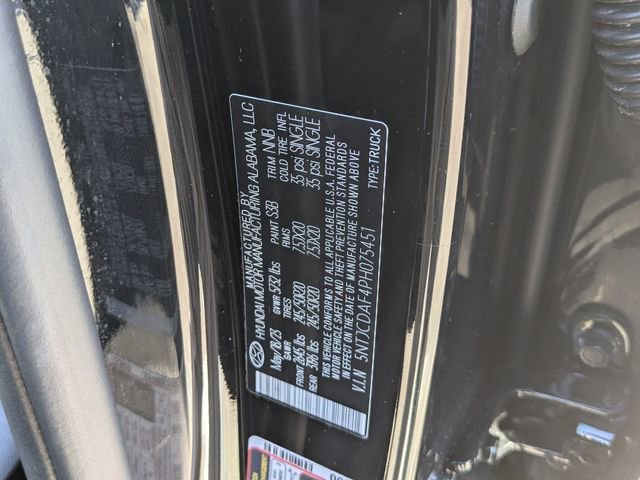 MANUFACTURED BY
HYUNDAI MOTOR MANUFACTURING ALABAMA, LLC
May/18/23 GVWR 5732 lbs PAINT S3B TRIM NNB
GAWR TIRES RIMS COLD TIRE INFL
FRONT 2645 lbs 245/50R20 7.5JX20 35 psi SINGLE
REAR 3086 lbs 245/50R20 7.5JX20 35 psi SINGLE
THIS VEHICLE CONFORMS TO ALL APPLICABLE U.S.A. FEDERAL
MOTOR VEHICLE SAFETY AND THEFT PREVENTION STANDARDS
IN EFFECT ON THE DATE OF MANUFACTURE SHOWN ABOVE
V.I.N 5NTJCDAF4PH075451 TYPE:TRUCK